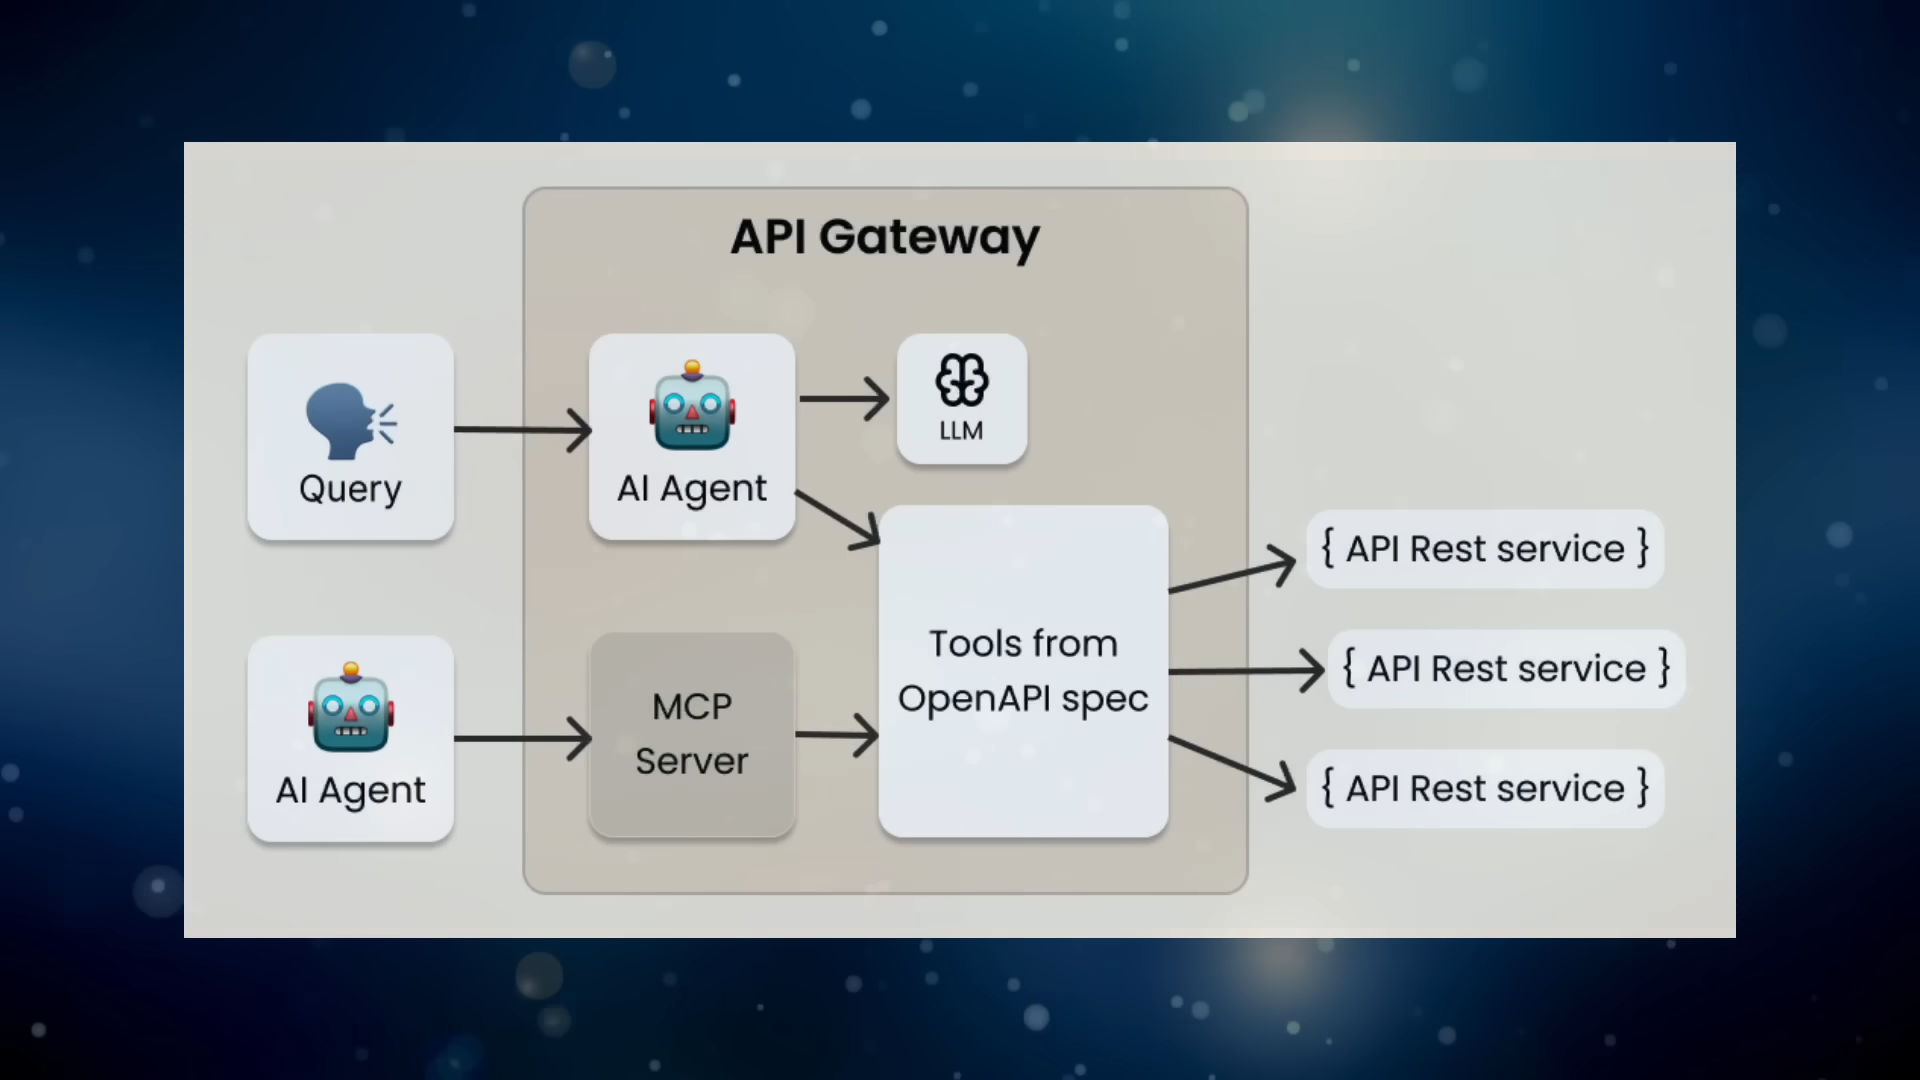 API Gateway
Query
AI Agent
LLM
AI Agent
MCP
Server
Tools from
OpenAPI spec
{ API Rest service }
{ API Rest service }
{ API Rest service }